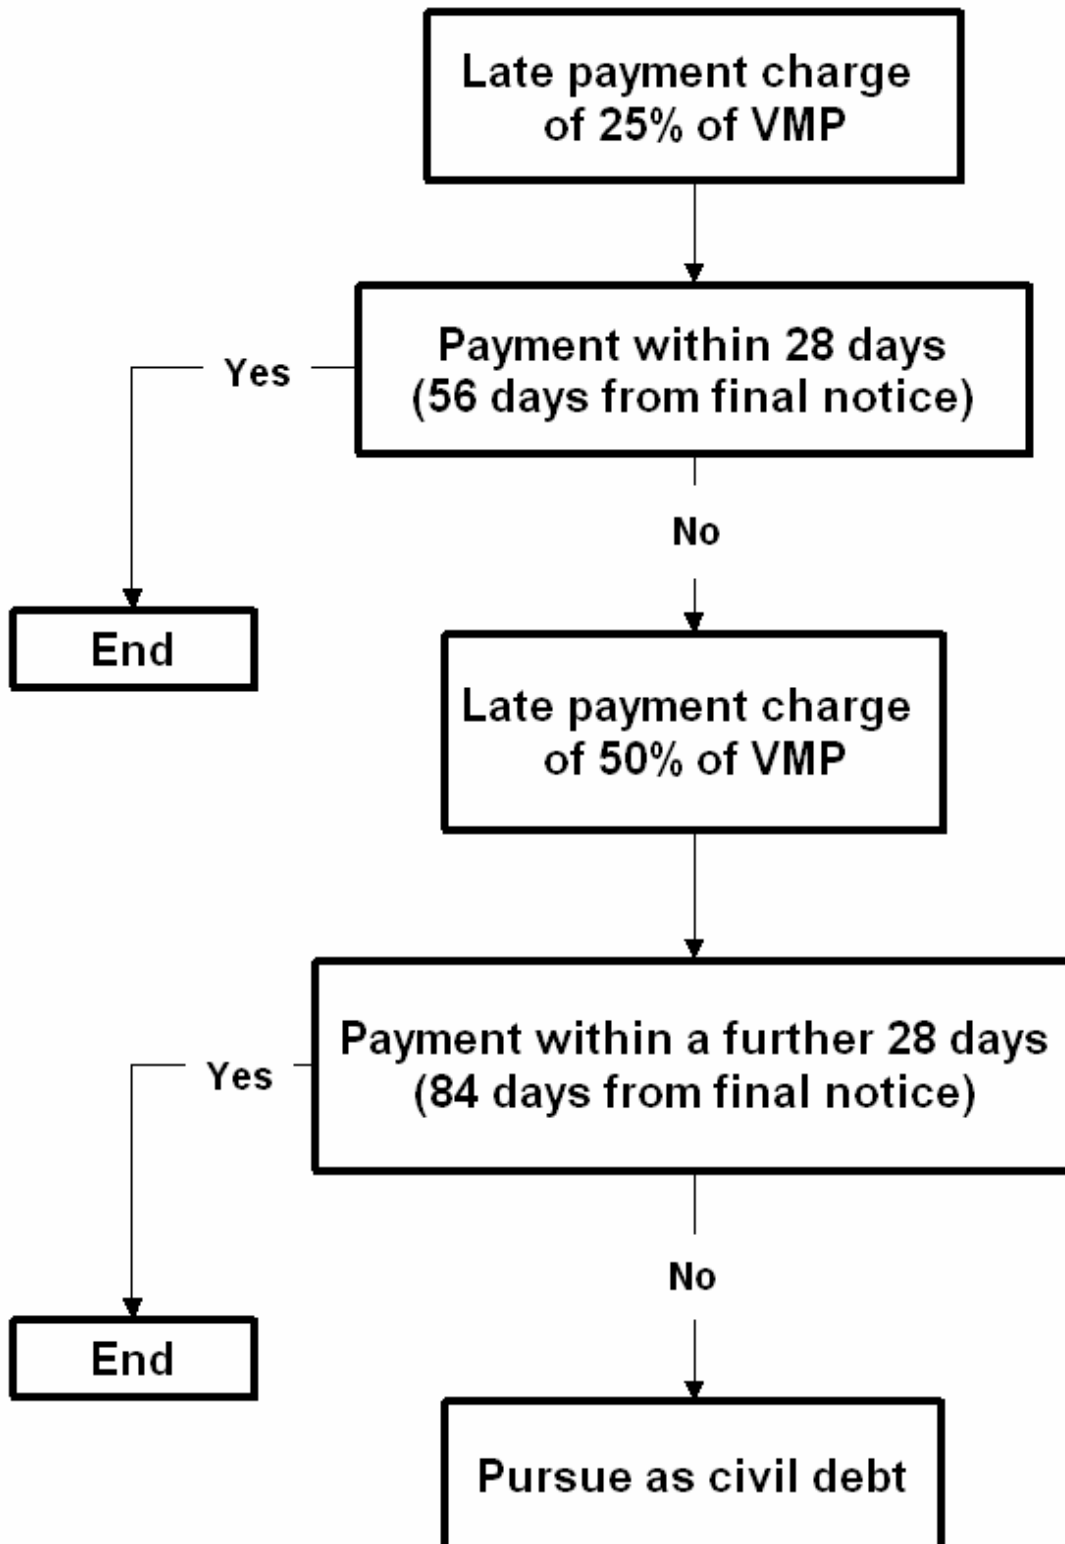 Late payment charge
of 25% of VMP
Payment within 28 days
(56 days from final notice)
Yes
No
End
Late payment charge
of 50% of VMP
Payment within a further 28 days
(84 days from final notice)
Yes
No
End
Pursue as civil debt